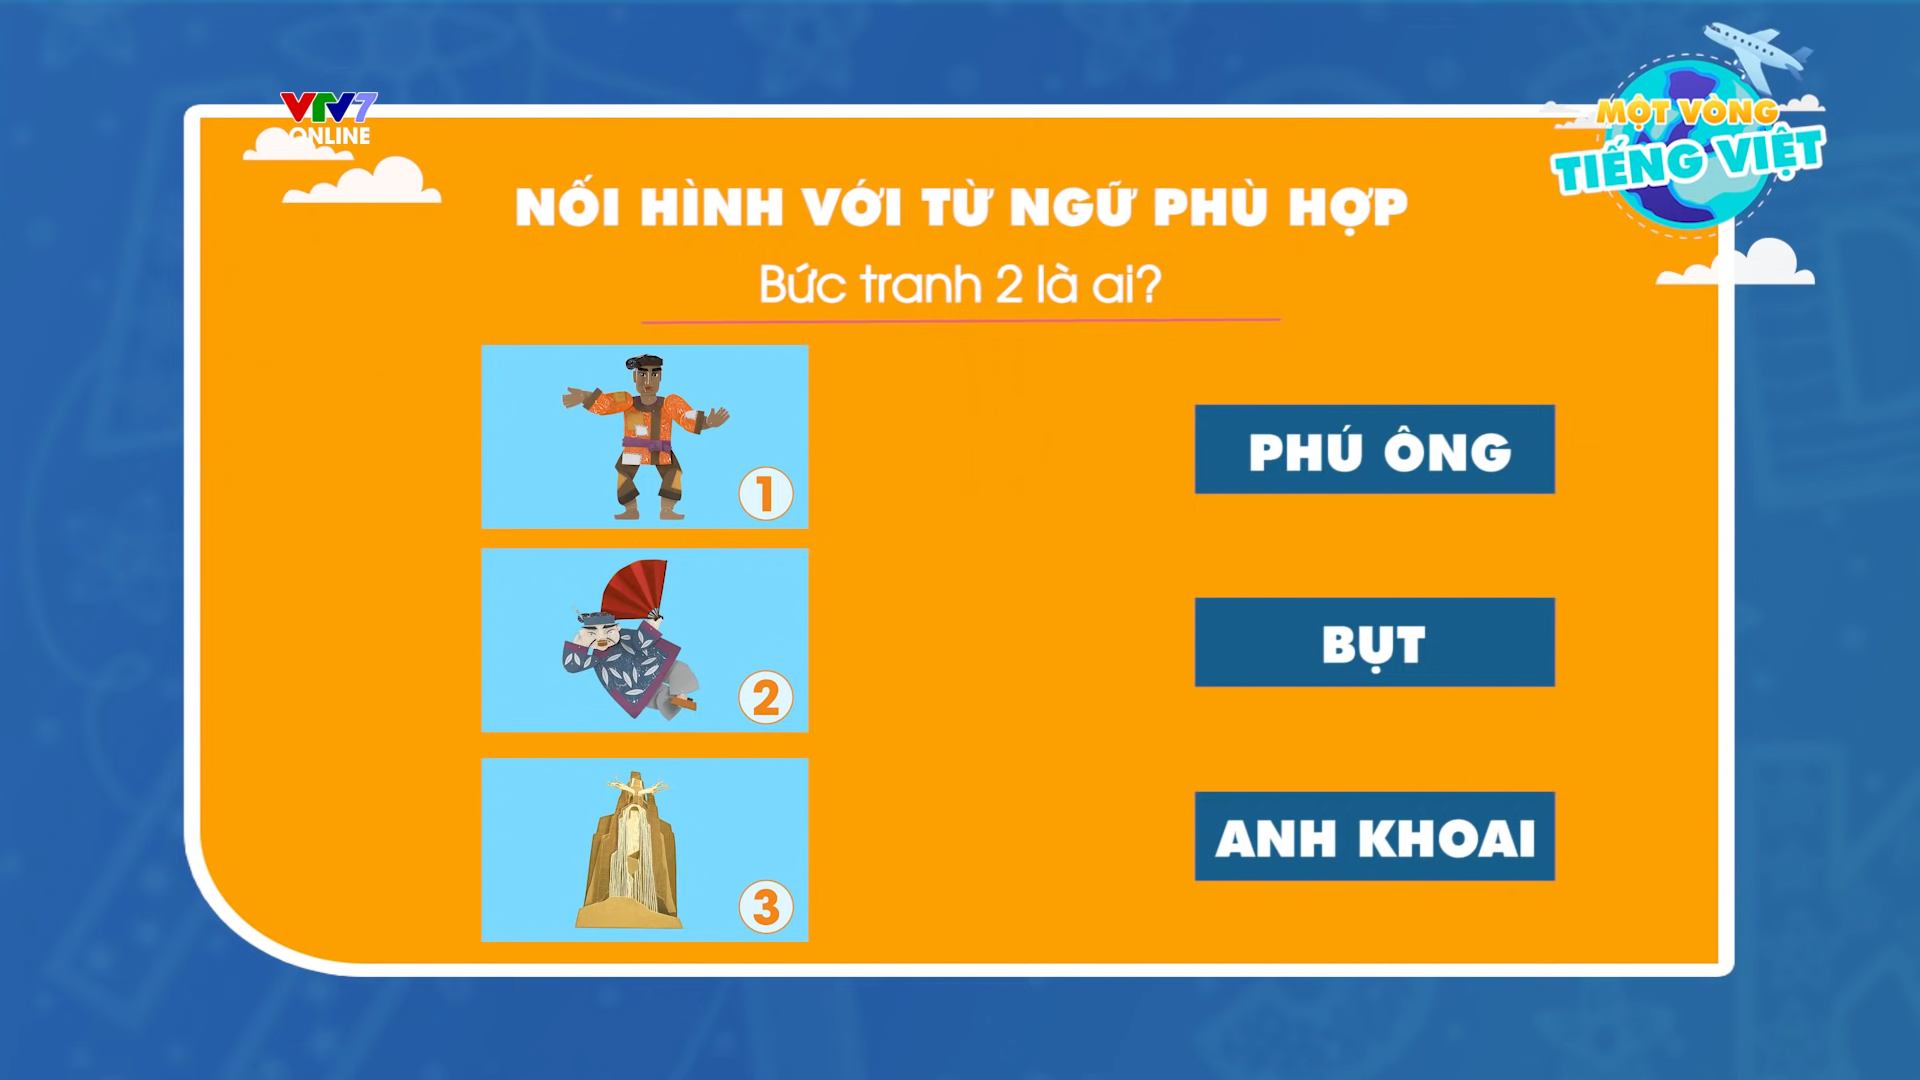 VTV7
ONLINE
MỘT VÒNG
TIẾNG VIỆT
NỐI HÌNH VỚI TỪ NGỮ PHÙ HỢP
Bức tranh 2 là ai?
1
PHÚ ÔNG
2
BỤT
3
ANH KHOAI